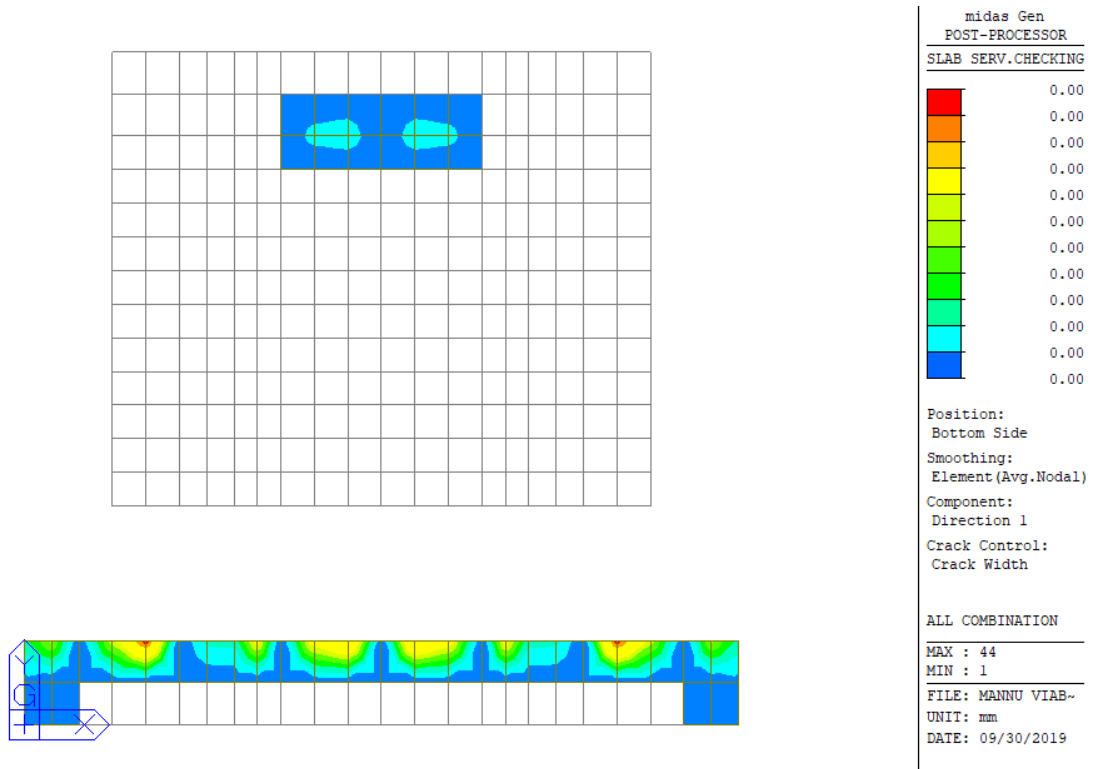 midas Gen
POST-PROCESSOR
SLAB SERV.CHECKING
0.00
0.00
0.00
0.00
0.00
0.00
0.00
0.00
0.00
0.00
0.00
0.00
Position:
Bottom Side
Smoothing:
Element(Avg.Nodal)
Component:
Direction 1
Crack Control:
Crack Width
ALL COMBINATION
MAX : 44
MIN : 1
FILE: MANNU VIAB~
UNIT: mm
DATE: 09/30/2019
Y
G
X